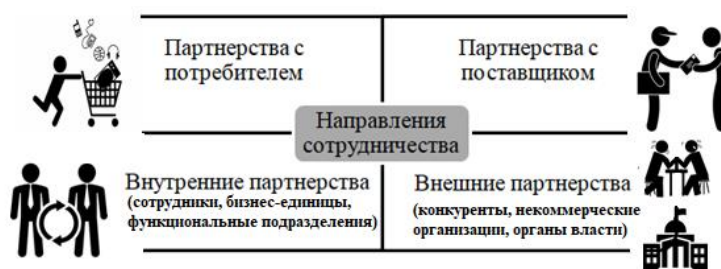 Партнерства с
потребителем
Партнерства с
поставщиком
Направления
сотрудничества
Внутренние партнерства
(сотрудники, бизнес-единицы,
функциональные подразделения)
Внешние партнерства
(конкуренты, некоммерческие
организации, органы власти)